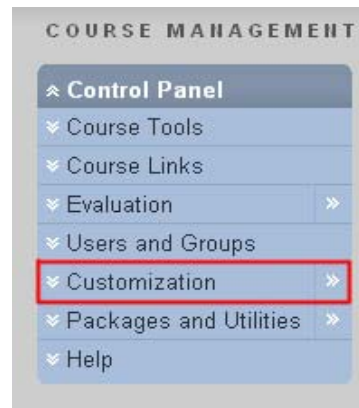 COURSE MANAGEMENT
Control Panel
Course Tools
Course Links
Evaluation
Users and Groups
Customization
Packages and Utilities
Help